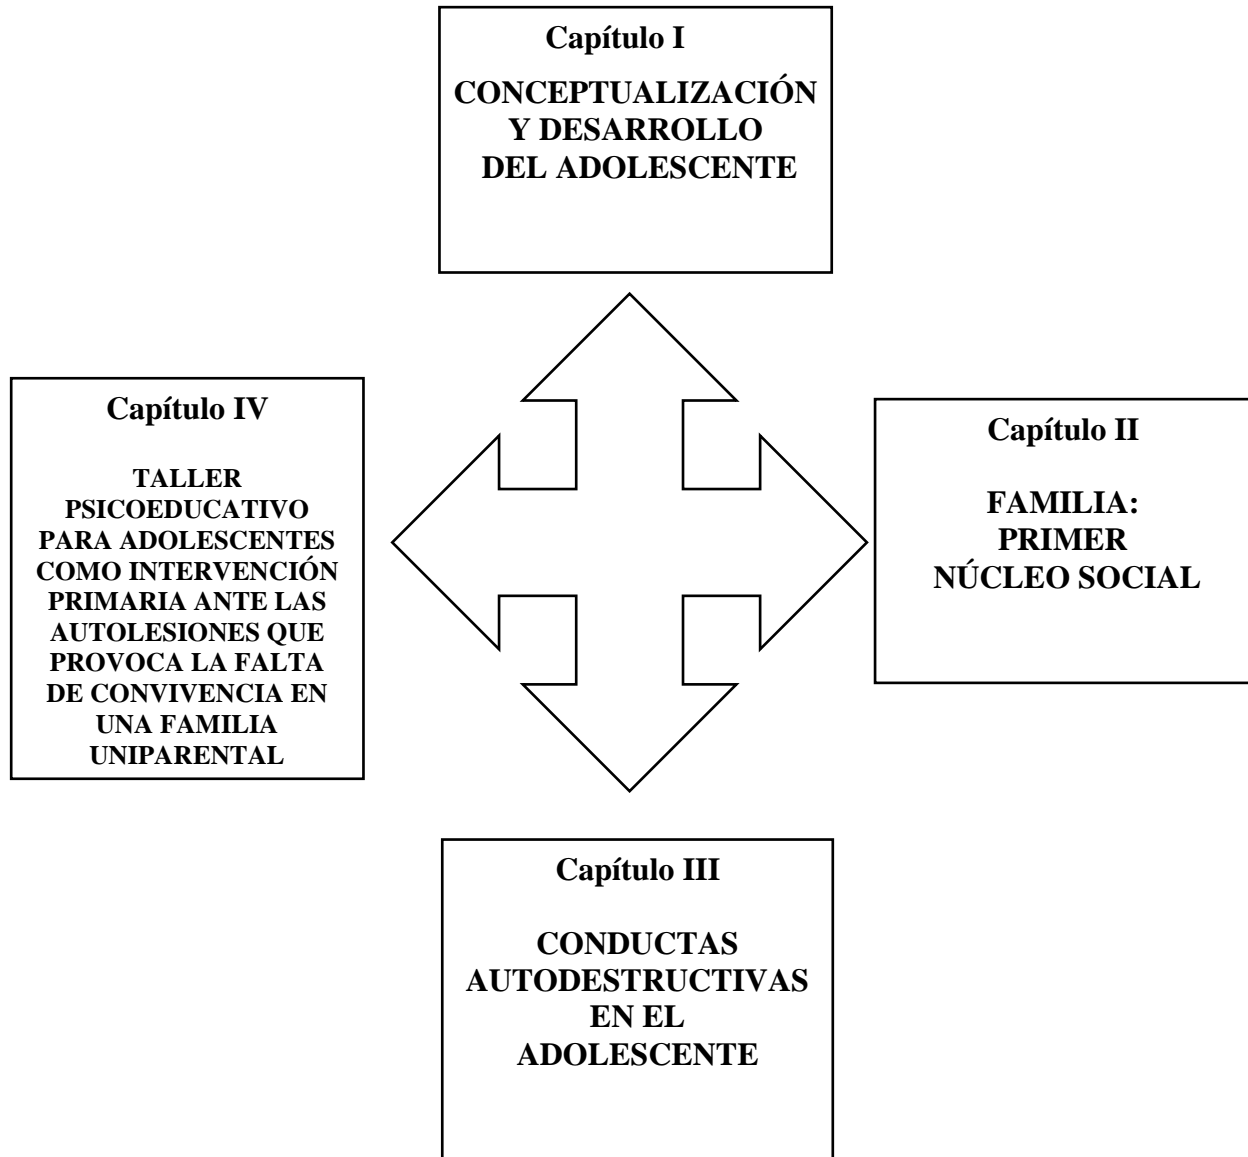 Capítulo I
CONCEPTUALIZACIÓN
Y DESARROLLO
DEL ADOLESCENTE
Capítulo IV
TALLER
PSICOEDUCATIVO
PARA ADOLESCENTES
COMO INTERVENCIÓN
PRIMARIA ANTE LAS
AUTOLESIONES QUE
PROVOCA LA FALTA
DE CONVIVENCIA EN
UNA FAMILIA
UNIPARENTAL
Capítulo II
FAMILIA:
PRIMER
NÚCLEO SOCIAL
Capítulo III
CONDUCTAS
AUTODESTRUCTIVAS
EN EL
ADOLESCENTE